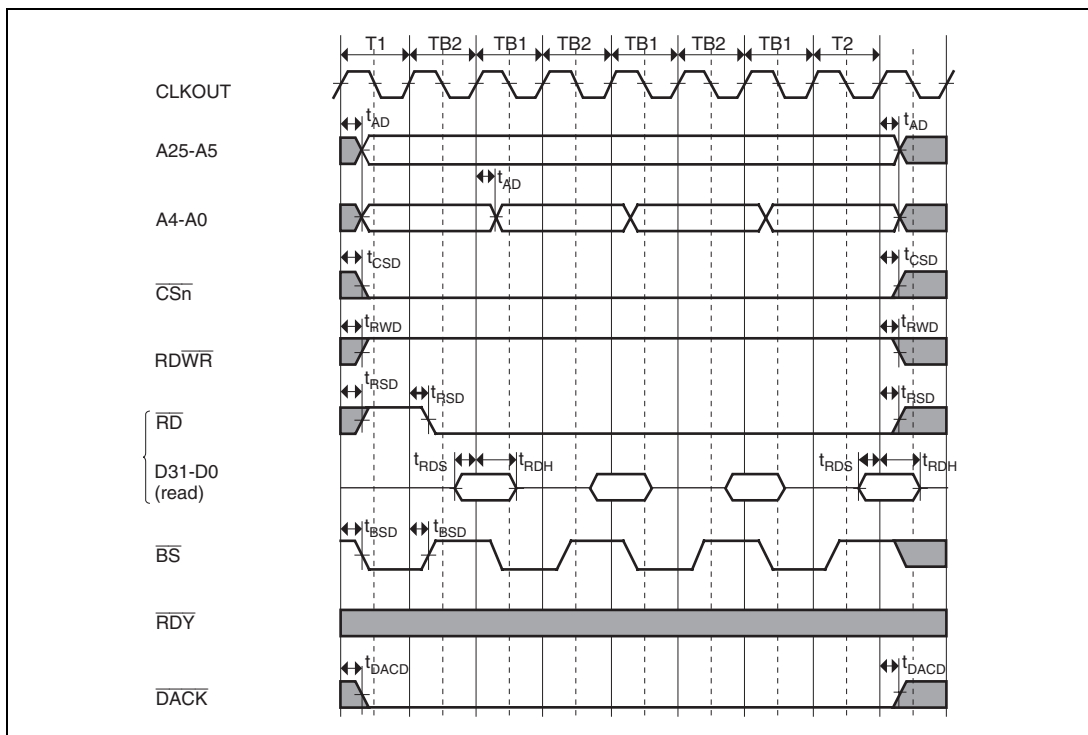 T1 TB2 TB1 TB2 TB1 TB2 TB1 T2
CLKOUT
tAD tAD
A25-A5
tAD
A4-A0
tCSD tCSD
CSn
tRWD tRWD
RDWR
tRSD tRSD tRSD
RD
tRDS tRDH tRDS tRDH
D31-D0
(read)
tBSD tBSD
BS
RDY
tDACD tDACD
DACK